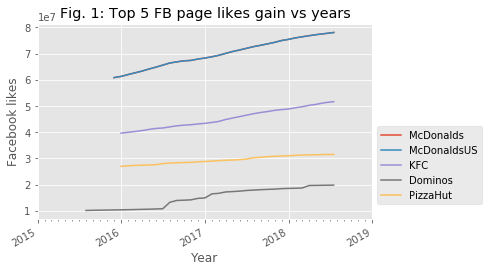 Fig. 1: Top 5 FB page likes gain vs years
1e7
8
7
6
5
4
3
2
1
Facebook likes
2015
2016
2017
2018
2019
Year
McDonalds
McDonaldsUS
KFC
Dominos
PizzaHut